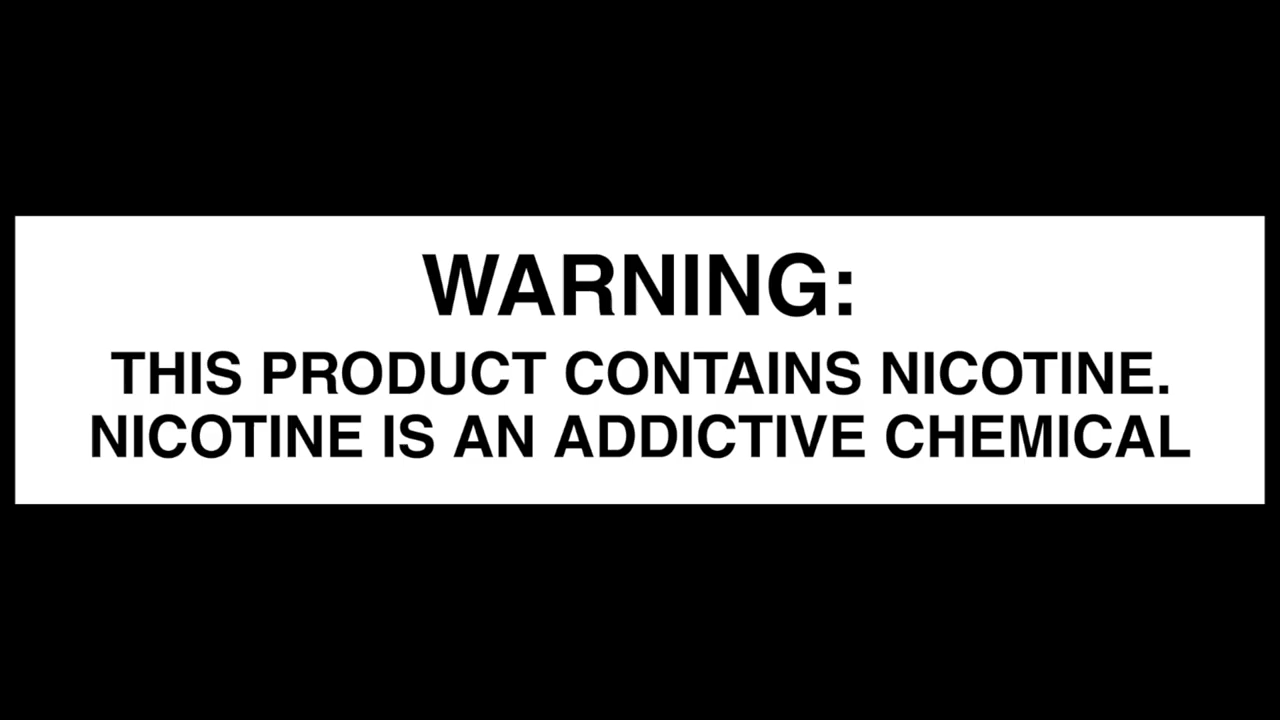 WARNING:
THIS PRODUCT CONTAINS NICOTINE.
NICOTINE IS AN ADDICTIVE CHEMICAL